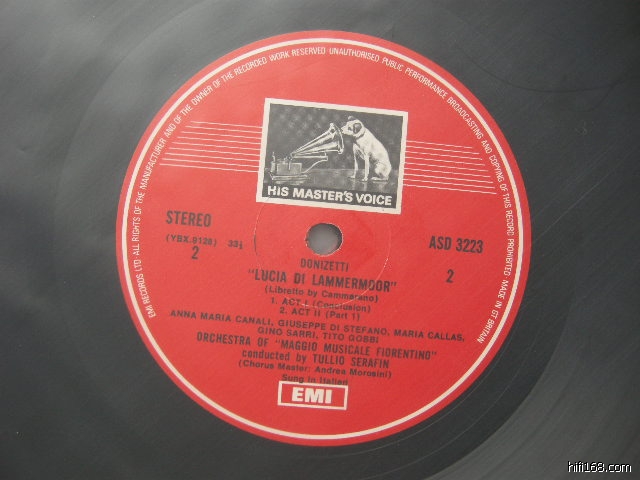 EMI RECORDS LTD ALL RIGHTS OF THE MANUFACTURER AND OF THE OWNER OF THE RECORDED WORK RESERVED UNAUTHORISED PUBLIC PERFORMANCE BROADCASTING AND COPYING OF THIS RECORD PROHIBITED MADE IN GT BRITAIN
HIS MASTER'S VOICE
STEREO
(YBX.9128) 33⅓
2
ASD 3223
2
DONIZETTI
"LUCIA DI LAMMERMOOR"
(Libretto by Cammarano)
1. ACT I (Conclusion)
2. ACT II (Part 1)
ANNA MARIA CANALI, GIUSEPPE DI STEFANO, MARIA CALLAS,
GINO SARRI, TITO GOBBI
ORCHESTRA OF "MAGGIO MUSICALE FIORENTINO"
conducted by TULLIO SERAFIN
(Chorus Master: Andrea Morosini)
Sung in Italian
EMI
hifi168.com